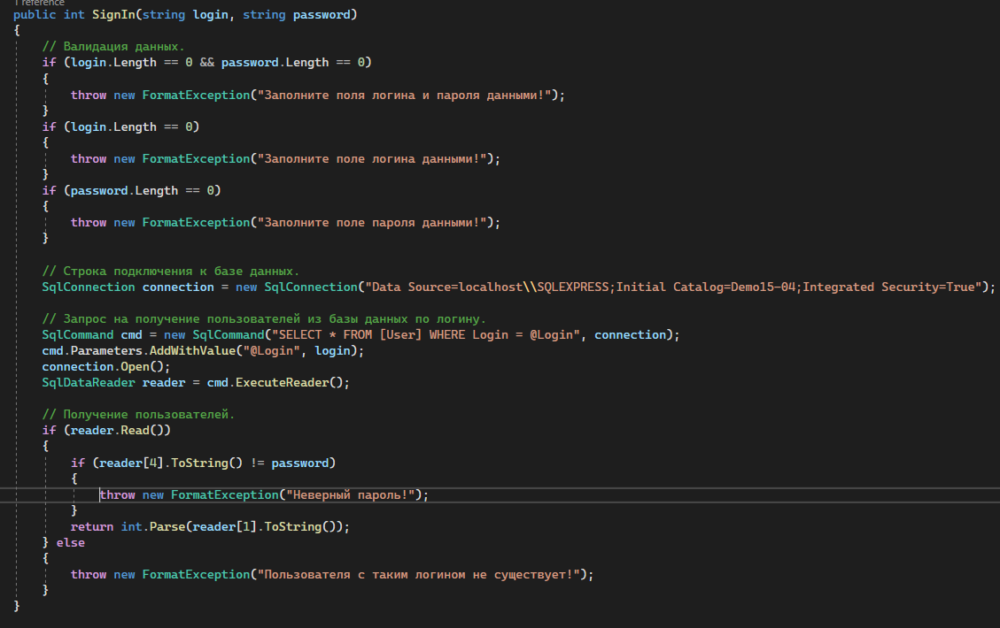 1 reference
public int SignIn(string login, string password)
{
    // Валидация данных.
    if (login.Length == 0 && password.Length == 0)
    {
        throw new FormatException("Заполните поля логина и пароля данными!");
    }
    if (login.Length == 0)
    {
        throw new FormatException("Заполните поле логина данными!");
    }
    if (password.Length == 0)
    {
        throw new FormatException("Заполните поле пароля данными!");
    }

    // Строка подключения к базе данных.
    SqlConnection connection = new SqlConnection("Data Source=localhost\\SQLEXPRESS;Initial Catalog=Demo15-04;Integrated Security=True");

    // Запрос на получение пользователей из базы данных по логину.
    SqlCommand cmd = new SqlCommand("SELECT * FROM [User] WHERE Login = @Login", connection);
    cmd.Parameters.AddWithValue("@Login", login);
    connection.Open();
    SqlDataReader reader = cmd.ExecuteReader();

    // Получение пользователей.
    if (reader.Read())
    {
        if (reader[4].ToString() != password)
        {
            throw new FormatException("Неверный пароль!");
        }
        return int.Parse(reader[1].ToString());
    } else
    {
        throw new FormatException("Пользователя с таким логином не существует!");
    }
}